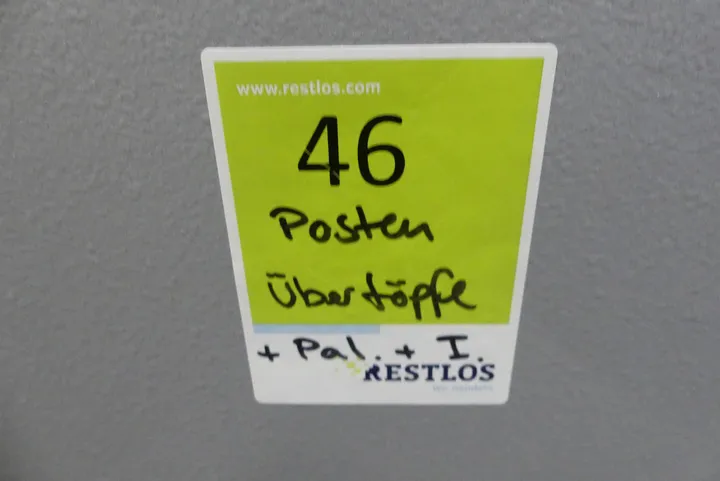 www.restlos.com
46
Posten
Übertöpfe
+ Pal. + I.
RESTLOS